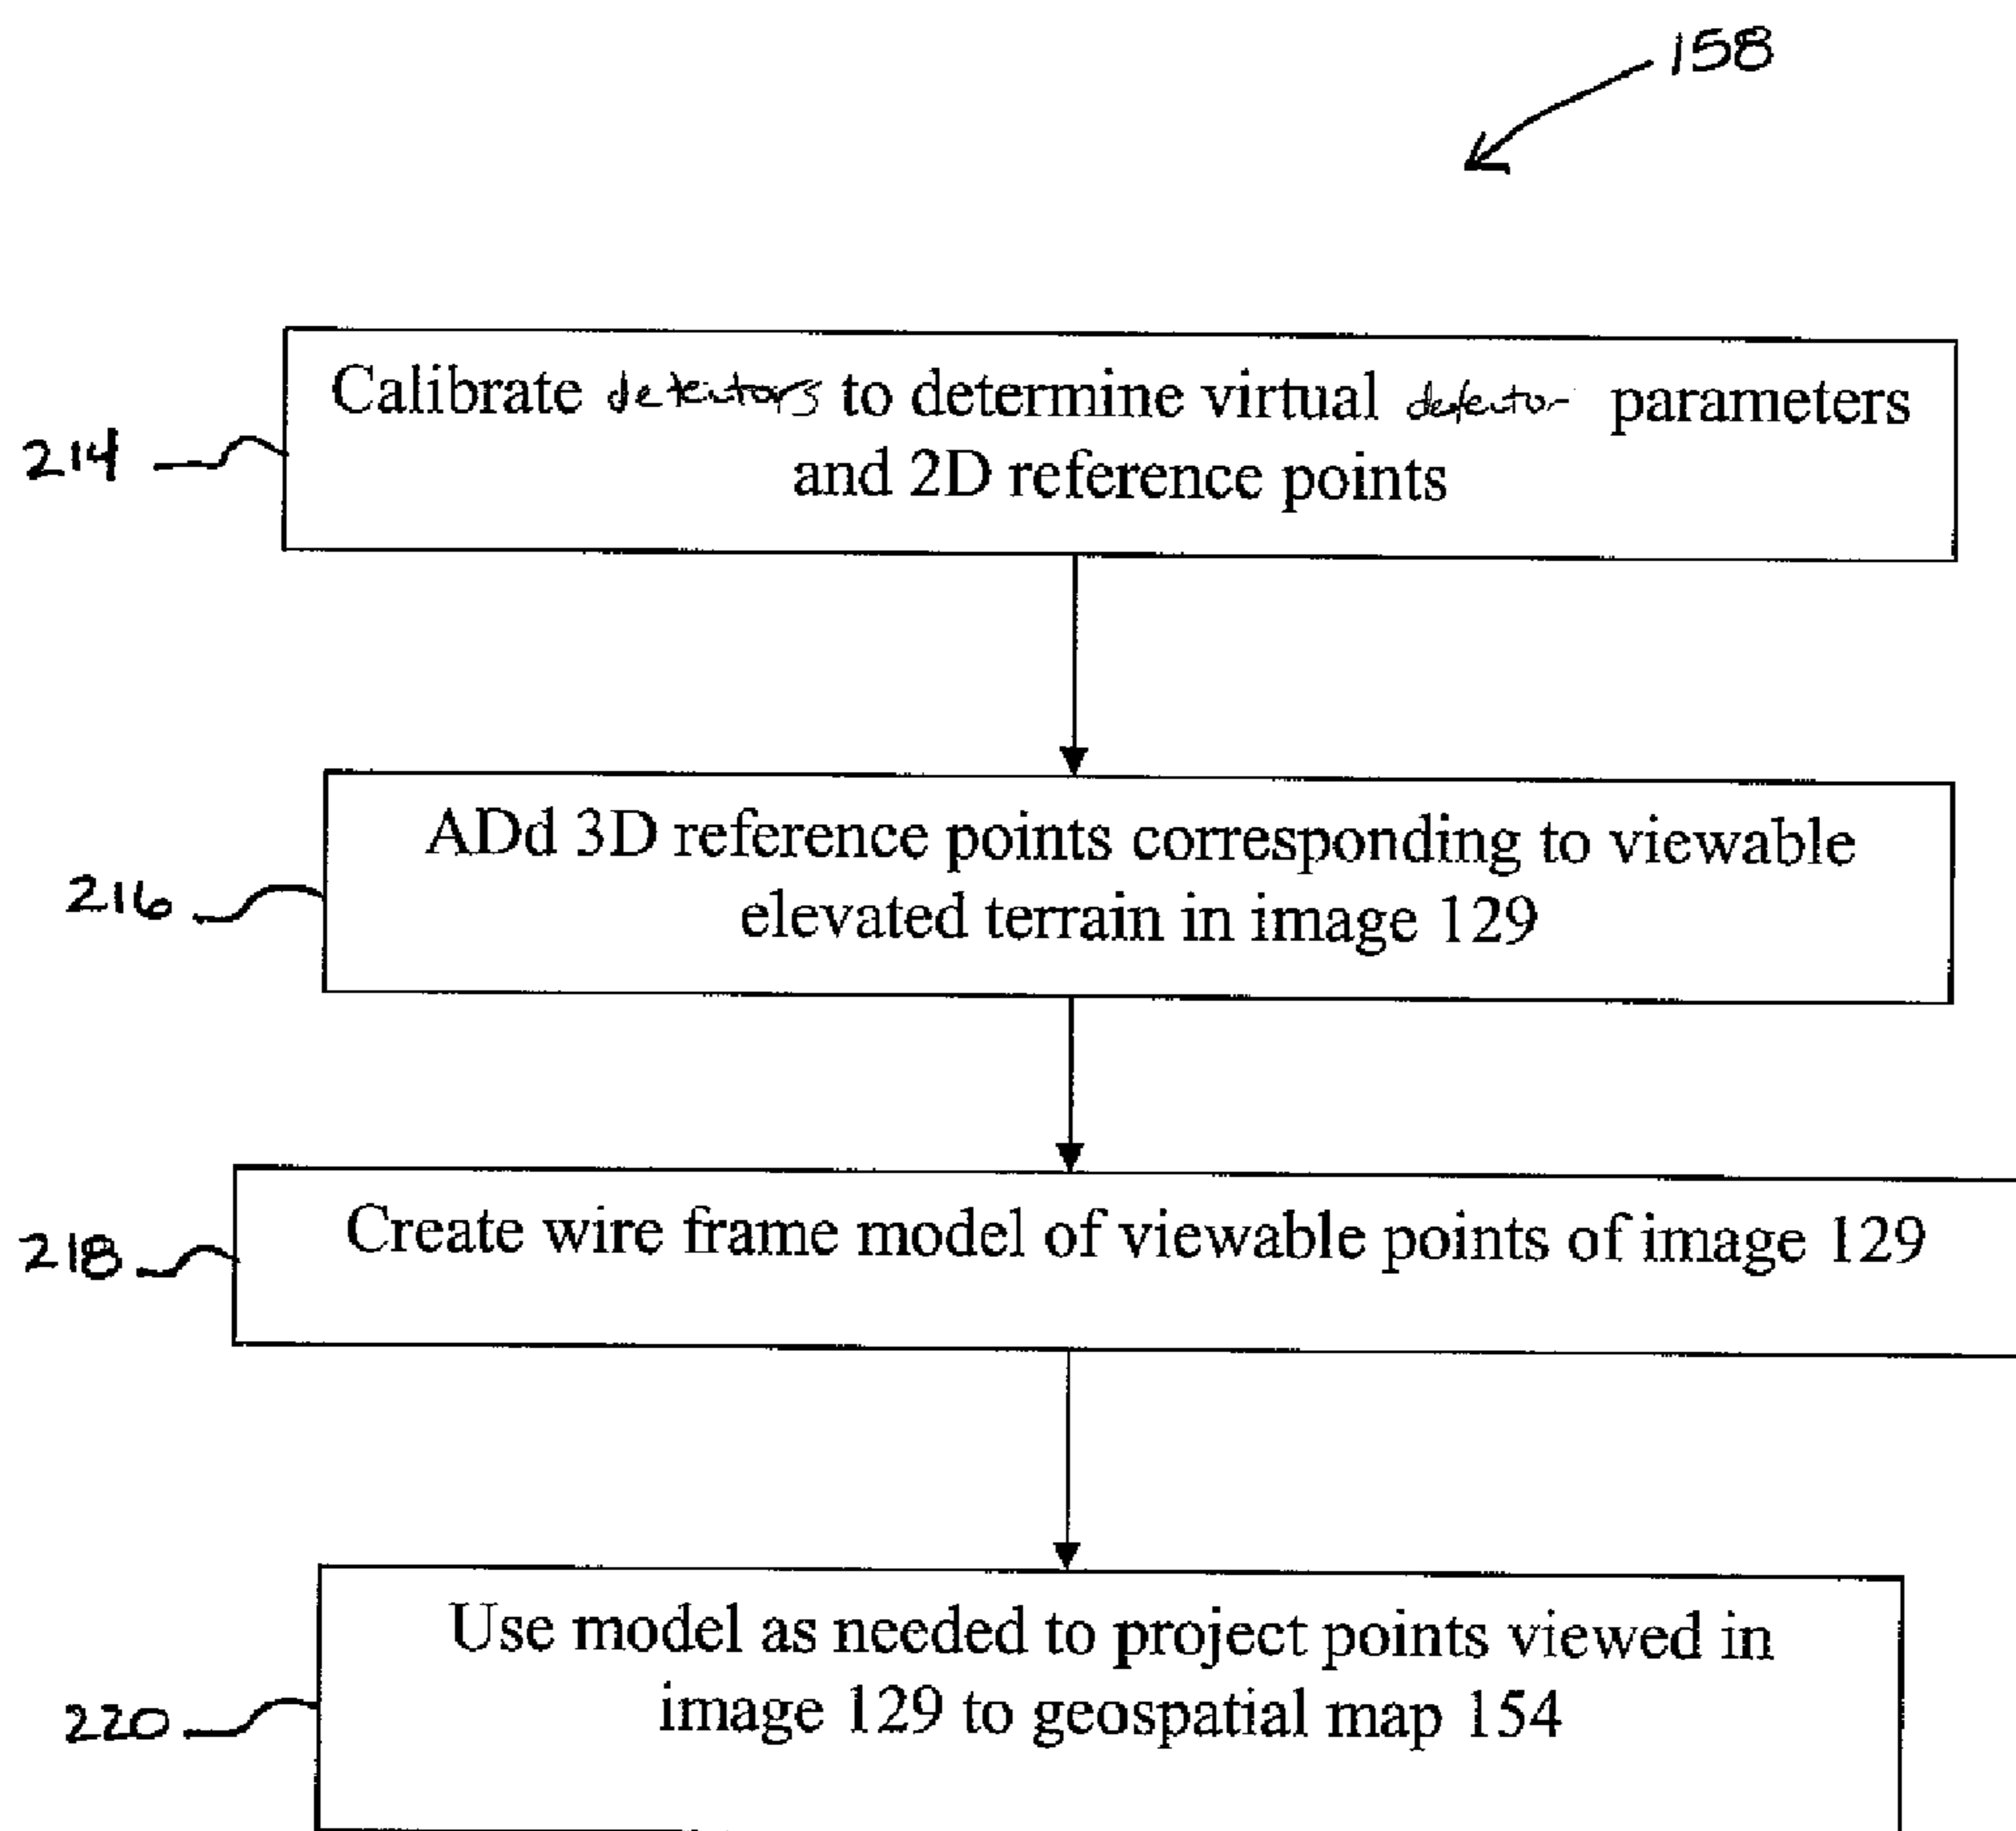 158
214
Calibrate detectors to determine virtual detector parameters
and 2D reference points
216
ADd 3D reference points corresponding to viewable
elevated terrain in image 129
218
Create wire frame model of viewable points of image 129
220
Use model as needed to project points viewed in
image 129 to geospatial map 154